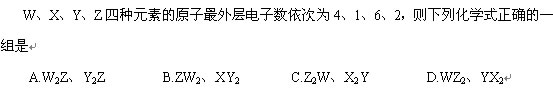 W、X、Y、Z四种元素的原子最外层电子数依次为 4、1、6、2，则下列化学式正确的一
组是↵
A.W₂Z、Y₂Z B.ZW₂、XY₂ C.Z₂W、X₂Y D.WZ₂、YX₂↵